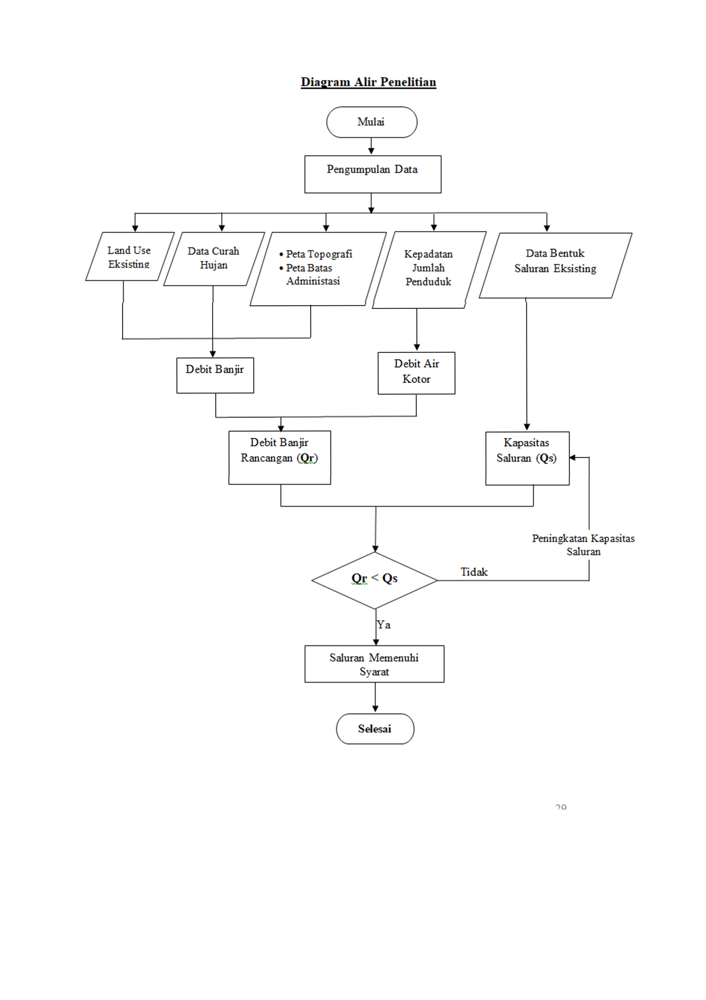 Diagram Alir Penelitian
Mulai
Pengumpulan Data
Land Use
Eksisting
Data Curah
Hujan
• Peta Topografi
• Peta Batas
Administasi
Kepadatan
Jumlah
Penduduk
Data Bentuk
Saluran Eksisting
Debit Banjir
Debit Air
Kotor
Debit Banjir
Rancangan (Qr)
Kapasitas
Saluran (Qs)
Peningkatan Kapasitas
Saluran
Tidak
Qr < Qs
Ya
Saluran Memenuhi
Syarat
Selesai
29